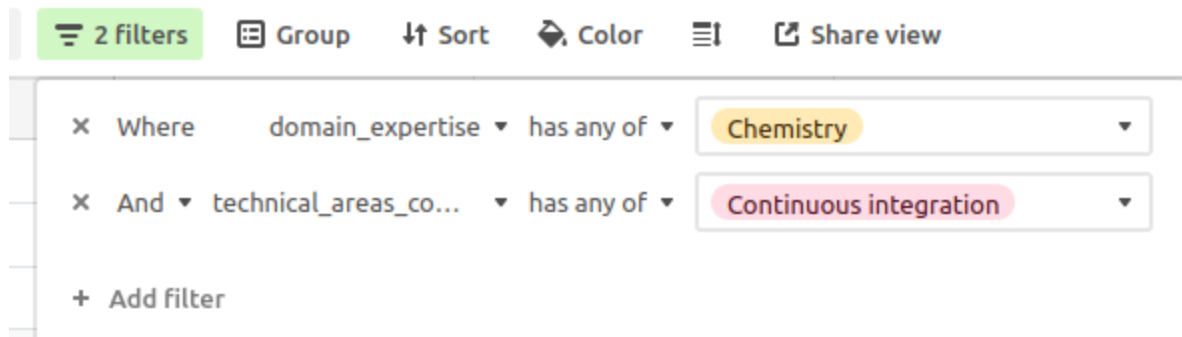 2 filters Group Sort Color Share view
Where domain_expertise has any of Chemistry
And technical_areas_co... has any of Continuous integration
+ Add filter